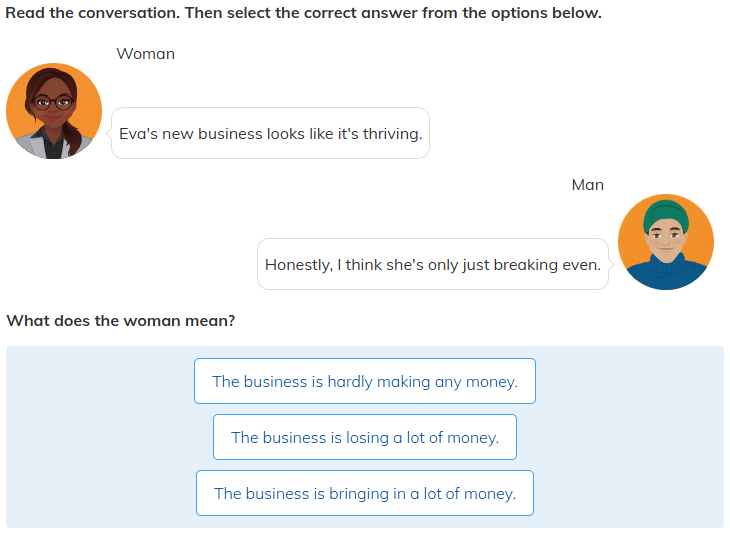 Read the conversation. Then select the correct answer from the options below.
Woman
Eva's new business looks like it's thriving.
Man
Honestly, I think she's only just breaking even.
What does the woman mean?
The business is hardly making any money.
The business is losing a lot of money.
The business is bringing in a lot of money.